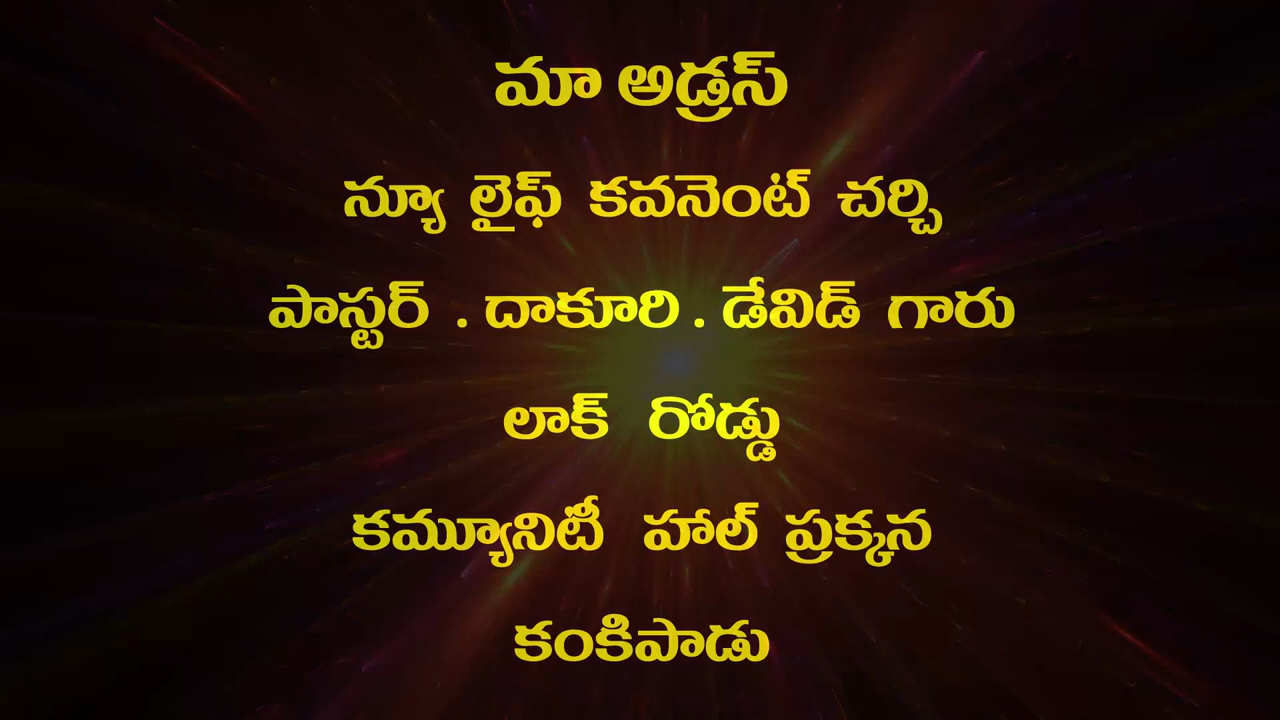 మా అడ్రస్
న్యూ లైఫ్ కవనెంట్ చర్చి
పాస్టర్ . దాకూరి . డేవిడ్ గారు
లాక్ రోడ్డు
కమ్యూనిటీ హాల్ ప్రక్కన
కంకిపాడు